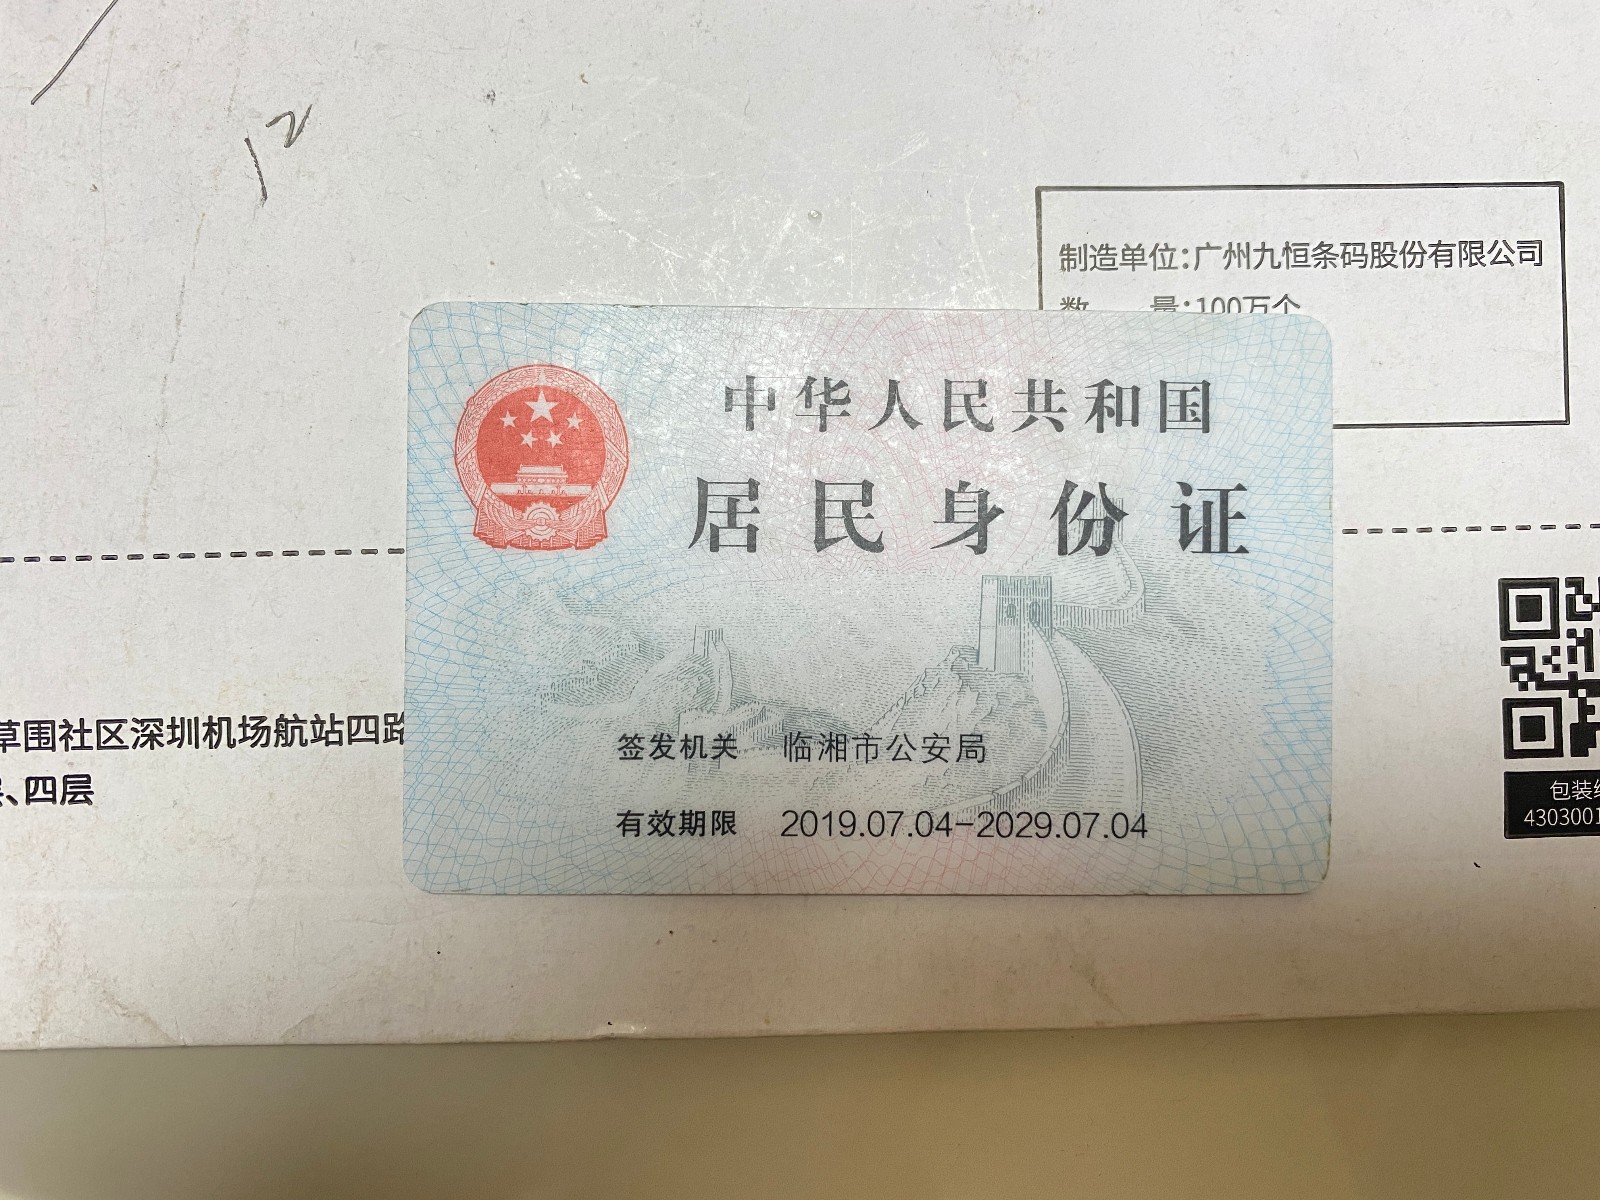 12
制造单位：广州九恒条码股份有限公司
数 量：100万个
中华人民共和国
居民身份证
签发机关 临湘市公安局
有效期限 2019.07.04-2029.07.04
草围社区深圳机场航站四路
、四层
包装
430300